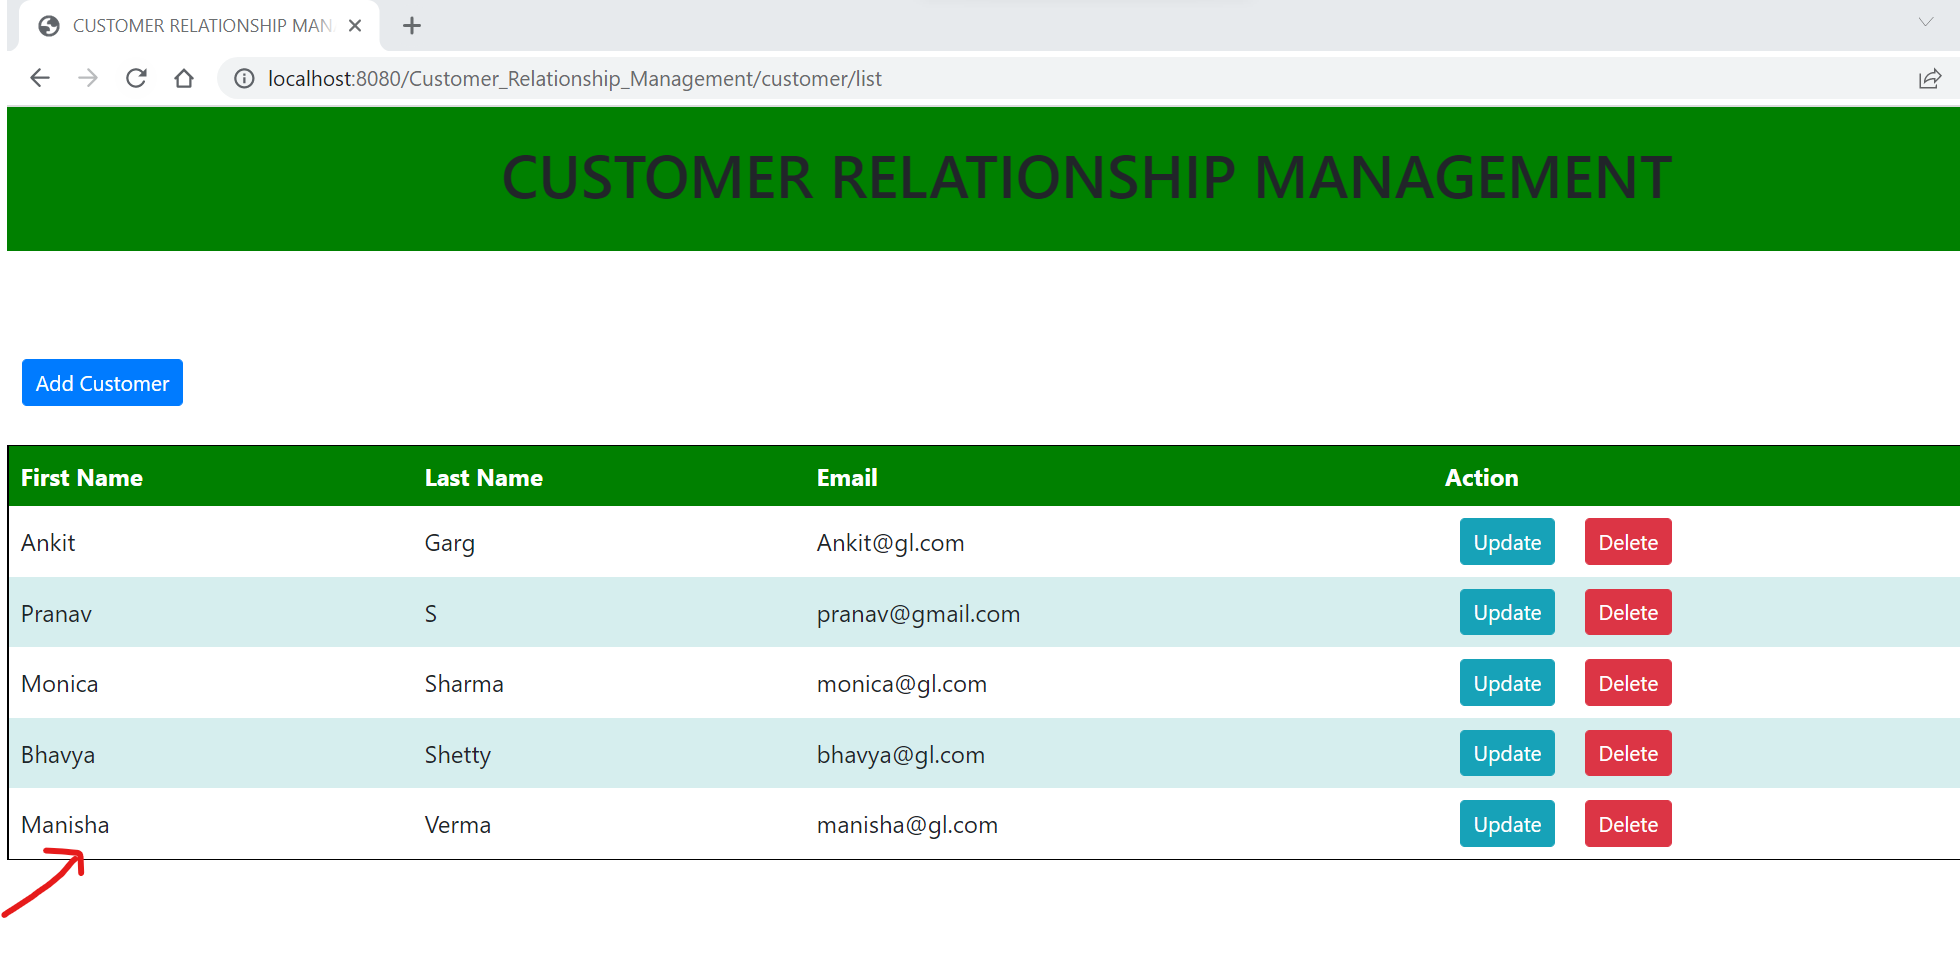 CUSTOMER RELATIONSHIP MAN
localhost:8080/Customer_Relationship_Management/customer/list
CUSTOMER RELATIONSHIP MANAGEMENT
Add Customer
First Name Last Name Email Action
Ankit Garg Ankit@gl.com Update Delete
Pranav S pranav@gmail.com Update Delete
Monica Sharma monica@gl.com Update Delete
Bhavya Shetty bhavya@gl.com Update Delete
Manisha Verma manisha@gl.com Update Delete